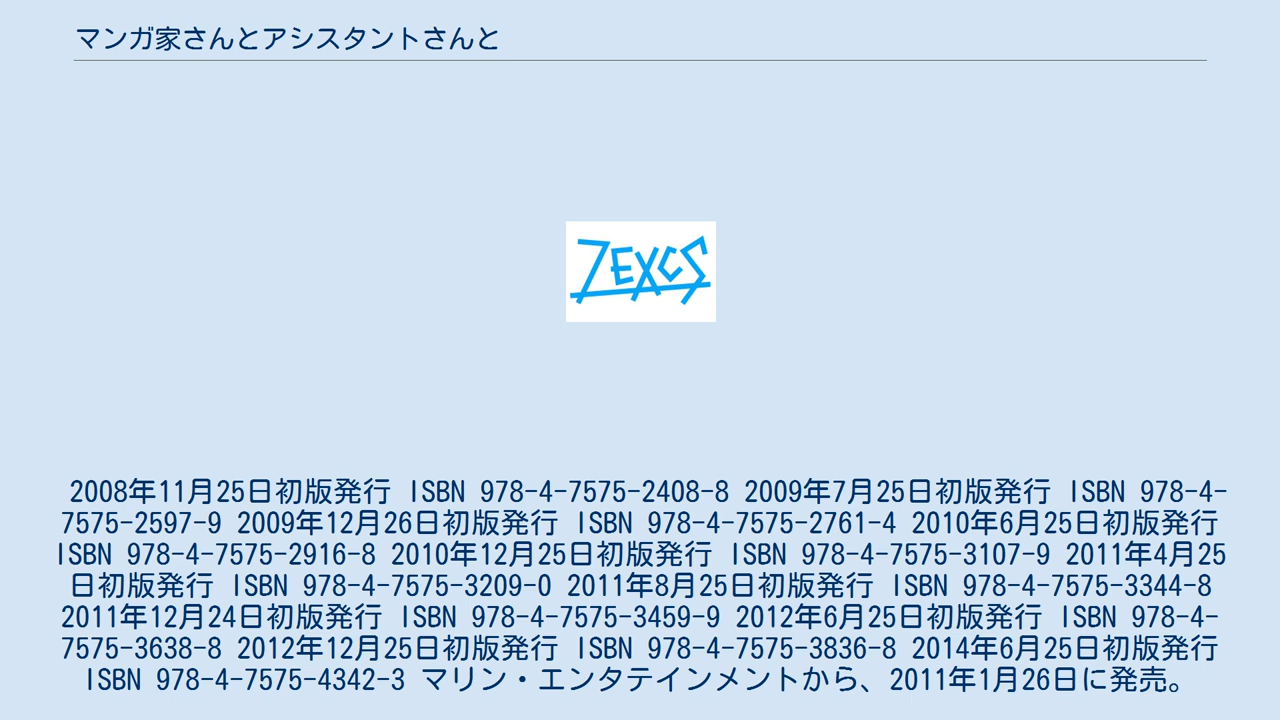 マンガ家さんとアシスタントさんと
ZEXCS
2008年11月25日初版発行 ISBN 978-4-7575-2408-8 2009年7月25日初版発行 ISBN 978-4-
7575-2597-9 2009年12月26日初版発行 ISBN 978-4-7575-2761-4 2010年6月25日初版発行
ISBN 978-4-7575-2916-8 2010年12月25日初版発行 ISBN 978-4-7575-3107-9 2011年4月25
日初版発行 ISBN 978-4-7575-3209-0 2011年8月25日初版発行 ISBN 978-4-7575-3344-8
2011年12月24日初版発行 ISBN 978-4-7575-3459-9 2012年6月25日初版発行 ISBN 978-4-
7575-3638-8 2012年12月25日初版発行 ISBN 978-4-7575-3836-8 2014年6月25日初版発行
ISBN 978-4-7575-4342-3 マリン・エンタテインメントから、2011年1月26日に発売。